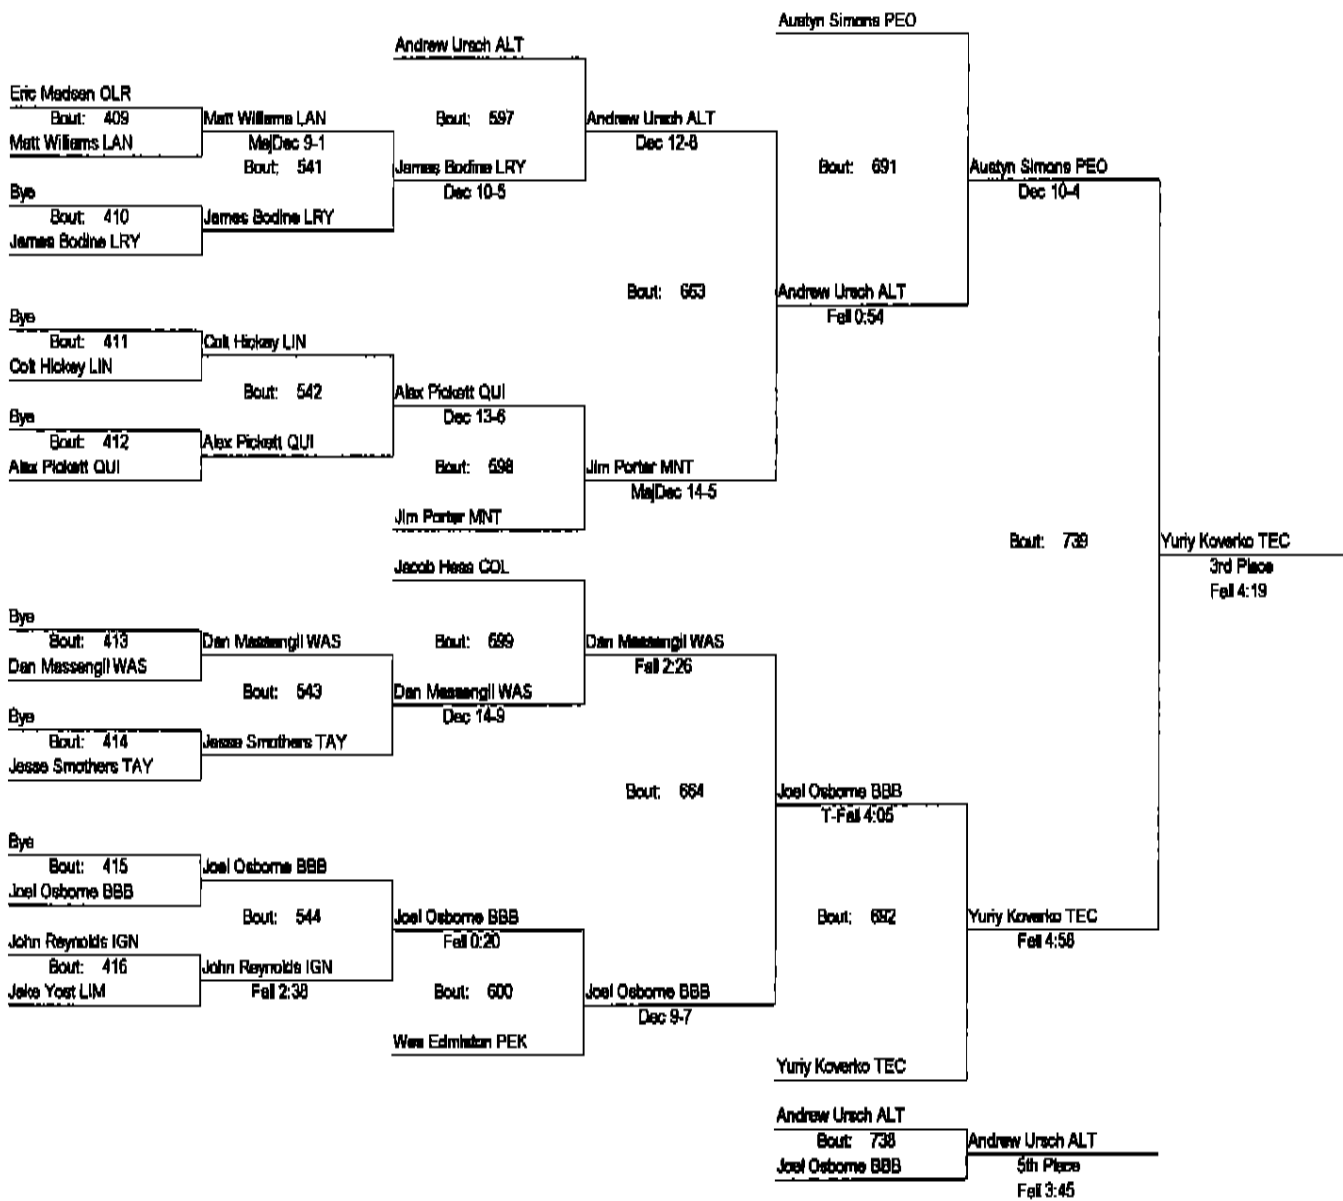 Austyn Simons PEO
Andrew Ursch ALT
Eric Madsen OLR
Bout: 409
Matt Williams LAN
Matt Williams LAN
MajDec 9-1
Bout: 597
Andrew Ursch ALT
Dec 12-8
Bout: 541
James Bodine LRY
Dec 10-5
Bout: 691
Austyn Simons PEO
Dec 10-4
Bye
Bout: 410
James Bodine LRY
James Bodine LRY
Bout: 663
Andrew Ursch ALT
Fall 0:54
Bye
Bout: 411
Colt Hickey LIN
Colt Hickey LIN
Bout: 542
Alex Pickett QUI
Dec 13-6
Bye
Bout: 412
Alex Pickett QUI
Alex Pickett QUI
Bout: 598
Jim Porter MNT
MajDec 14-5
Jim Porter MNT
Bout: 739
Yuriy Koverko TEC
3rd Place
Fall 4:19
Jacob Hess COL
Bye
Bout: 413
Dan Massengil WAS
Dan Massengil WAS
Bout: 599
Dan Massengil WAS
Fall 2:26
Bout: 543
Dan Massengil WAS
Dec 14-9
Bye
Bout: 414
Jesse Smothers TAY
Jesse Smothers TAY
Bout: 664
Joel Osborne BBB
T-Fall 4:05
Bye
Bout: 415
Joel Osborne BBB
Joel Osborne BBB
Bout: 544
Joel Osborne BBB
Fall 0:20
Bout: 692
Yuriy Koverko TEC
Fall 4:58
John Reynolds IGN
Bout: 416
Jake Yost LIM
John Reynolds IGN
Fall 2:38
Bout: 600
Joel Osborne BBB
Dec 9-7
Wes Edmiston PEK
Yuriy Koverko TEC
Andrew Ursch ALT
Bout: 738
Joel Osborne BBB
Andrew Ursch ALT
5th Place
Fall 3:45